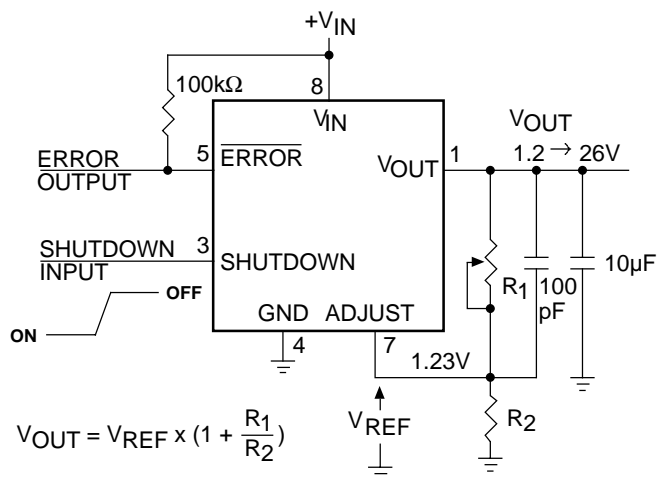 +VIN
100kΩ
8
VIN
ERROR
OUTPUT
5
ERROR
VOUT
1
VOUT
1.2 → 26V
SHUTDOWN
INPUT
3
SHUTDOWN
R1
100
pF
10µF
OFF
ON
GND
ADJUST
4
7
1.23V
VREF
R2
VOUT = VREF x (1 + R1/R2)